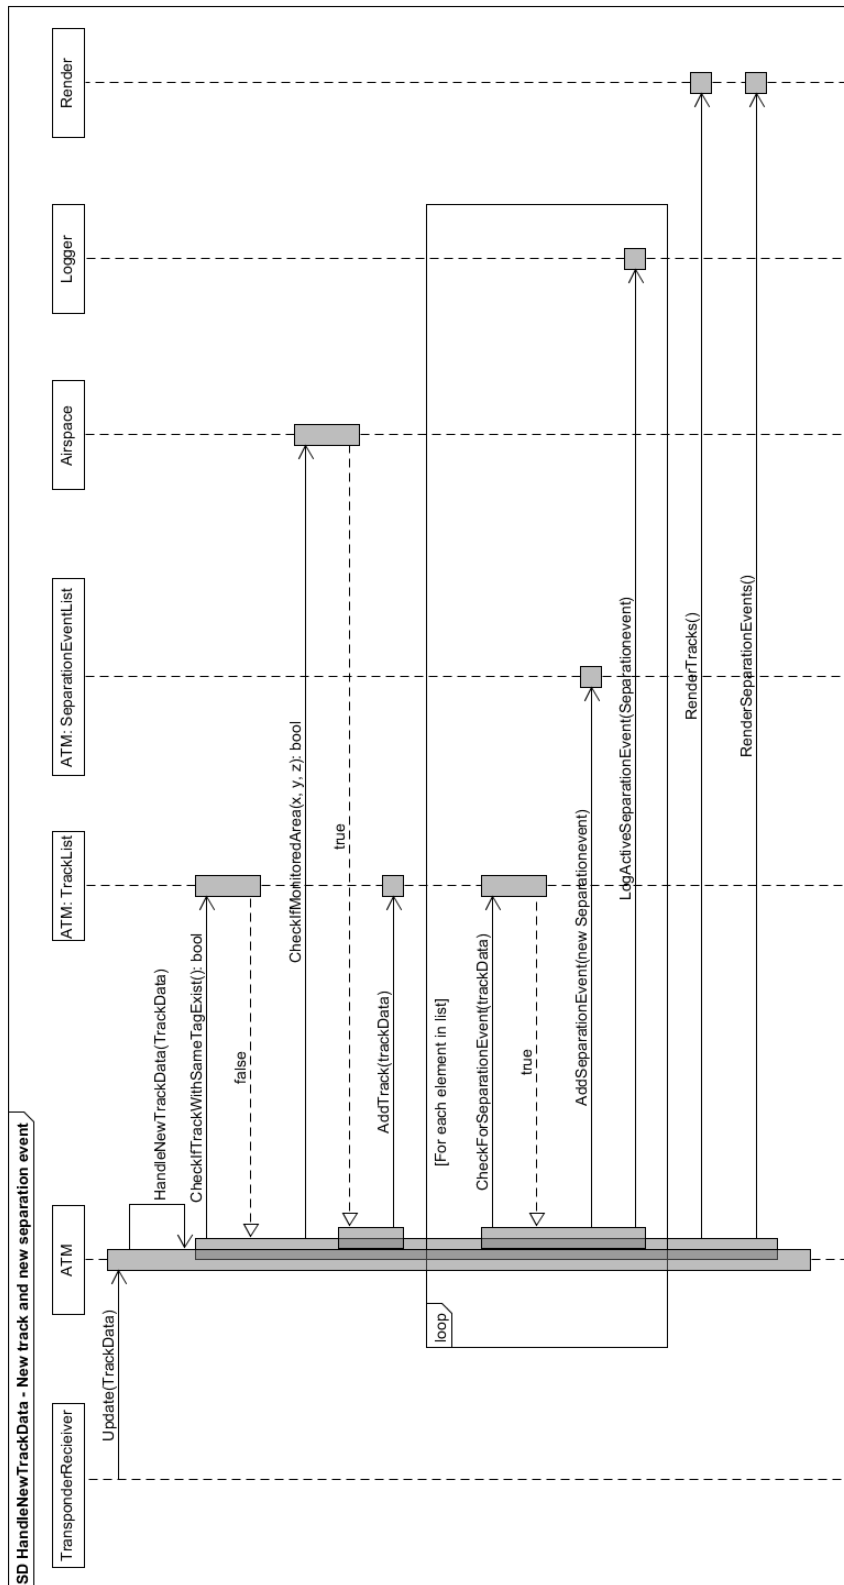 SD HandleNewTrackData - New track and new separation event
TransponderRecieiver
ATM
ATM: TrackList
ATM: SeparationEventList
Airspace
Logger
Render
Update(TrackData)
HandleNewTrackData(TrackData)
CheckIfTrackWithSameTagExist(): bool
false
CheckIfMonitoredArea(x, y, z): bool
true
AddTrack(trackData)
loop
[For each element in list]
CheckForSeparationEvent(trackData)
true
AddSeparationEvent(new Separationevent)
LogActiveSeparationEvent(Separationevent)
RenderTracks()
RenderSeparationEvents()